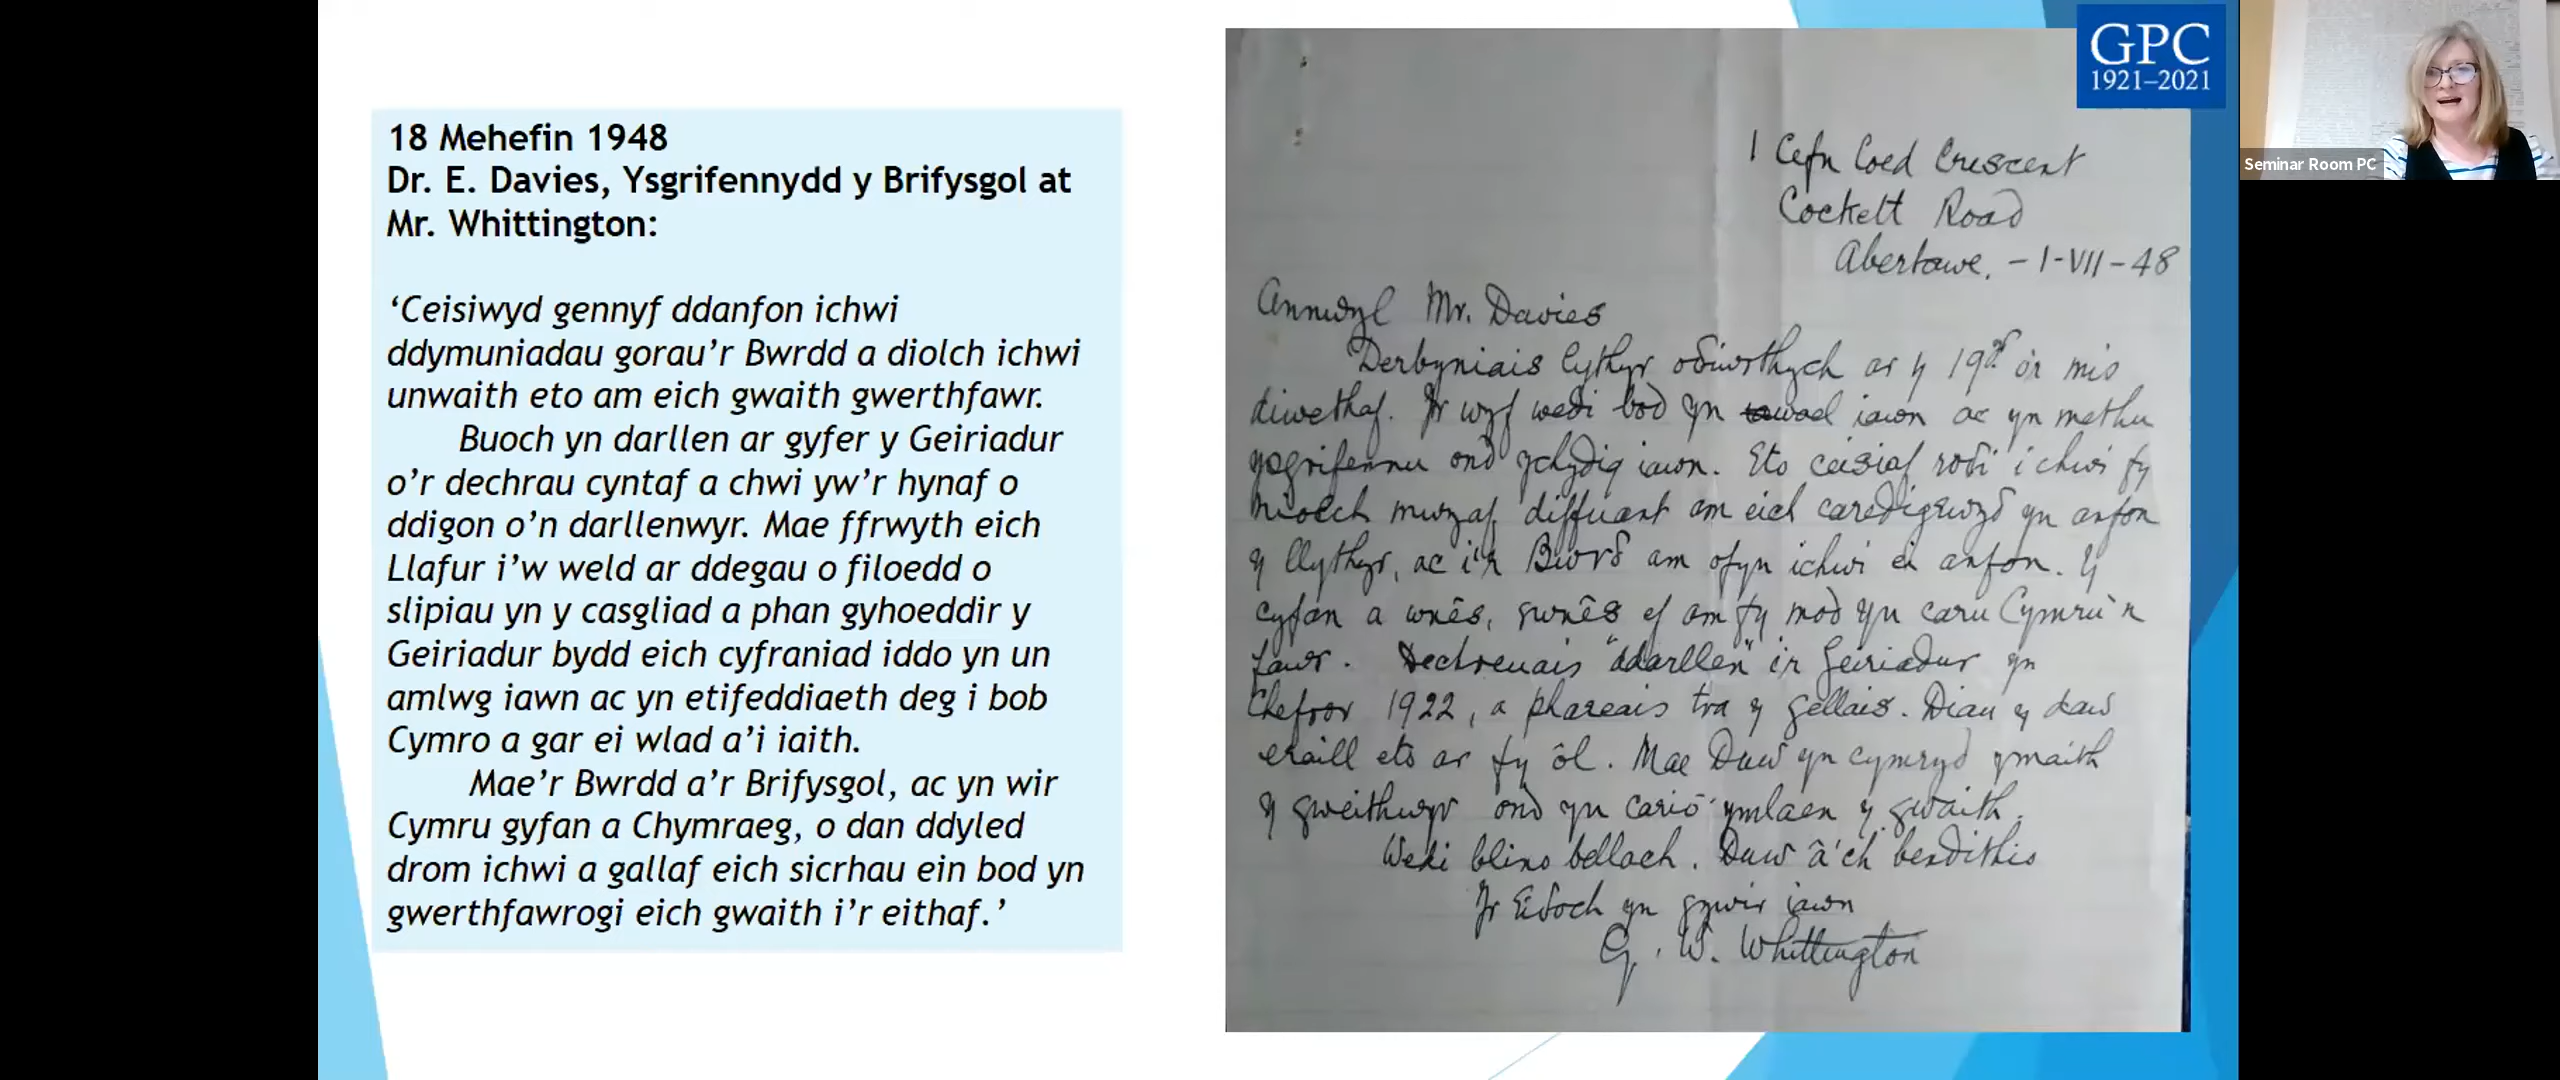 18 Mehefin 1948
Dr. E. Davies, Ysgrifennydd y Brifysgol at
Mr. Whittington:
‘Ceisiwyd gennyf ddanfon ichwi
ddymuniadau gorau’r Bwrdd a diolch ichwi
unwaith eto am eich gwaith gwerthfawr.
Buoch yn darllen ar gyfer y Geiriadur
o’r dechrau cyntaf a chwi yw’r hynaf o
ddigon o’n darllenwyr. Mae ffrwyth eich
Llafur i’w weld ar ddegau o filoedd o
slipiau yn y casgliad a phan gyhoeddir y
Geiriadur bydd eich cyfraniad iddo yn un
amlwg iawn ac yn etifeddiaeth deg i bob
Cymro a gar ei wlad a’i iaith.
Mae’r Bwrdd a’r Brifysgol, ac yn wir
Cymru gyfan a Chymraeg, o dan ddyled
drom ichwi a gallaf eich sicrhau ein bod yn
gwerthfawrogi eich gwaith i’r eithaf.’
1 Cefn Coed Crescent
Cockett Road
Abertawe, - 1-VII-48
Annwyl Mr. Davies
Derbyniais lythyr oδiwrthych ar y 19δ o'r mis
diwethaf. Yr wyf wedi bod yn wael iawn ac yn methu
ysgrifennu ond ychydig iawn. Eto ceisiaf roδi i chwi fy
niolch mwyaf diffuant am eich caredigrwyδ yn anfon
y llythyr, ac i'r Bwrδ am ofyn ichwi ei anfon. Y
cyfan a wnês, gwnês ef am fy mod yn caru Cymru'n
fawr. Dechreuais "ddarllen" i'r Geiriadur yn
Chefror 1922, a phareais tra y gellais. Diau y daw
eraill eto ar fy ôl. Mae Duw yn cymryd ymaith
y gweithwyr ond yn cario ymlaen y gwaith.
Wedi blino bellach. Duw â'ch bendithio
Yr Eiδoch yn gywir iawn
G. W. Whittington
GPC
1921–2021
Seminar Room PC